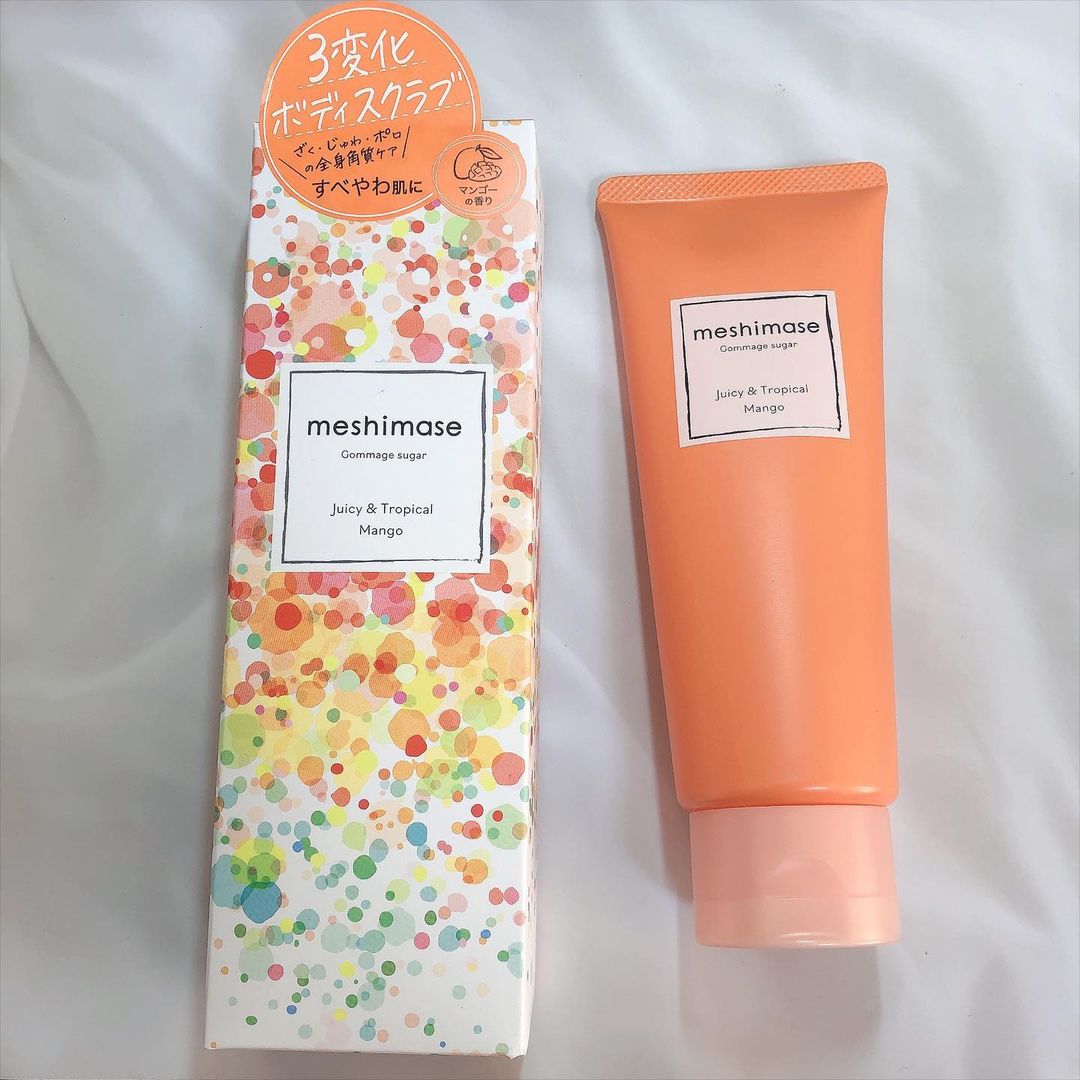 3変化
ボディスクラブ
ざく・じゅわ・ポロ
の全身角質ケア
すべやわ肌に
マンゴー
の香り
meshimase
Gommage sugar
Juicy & Tropical
Mango
meshimase
Gommage sugar
Juicy & Tropical
Mango